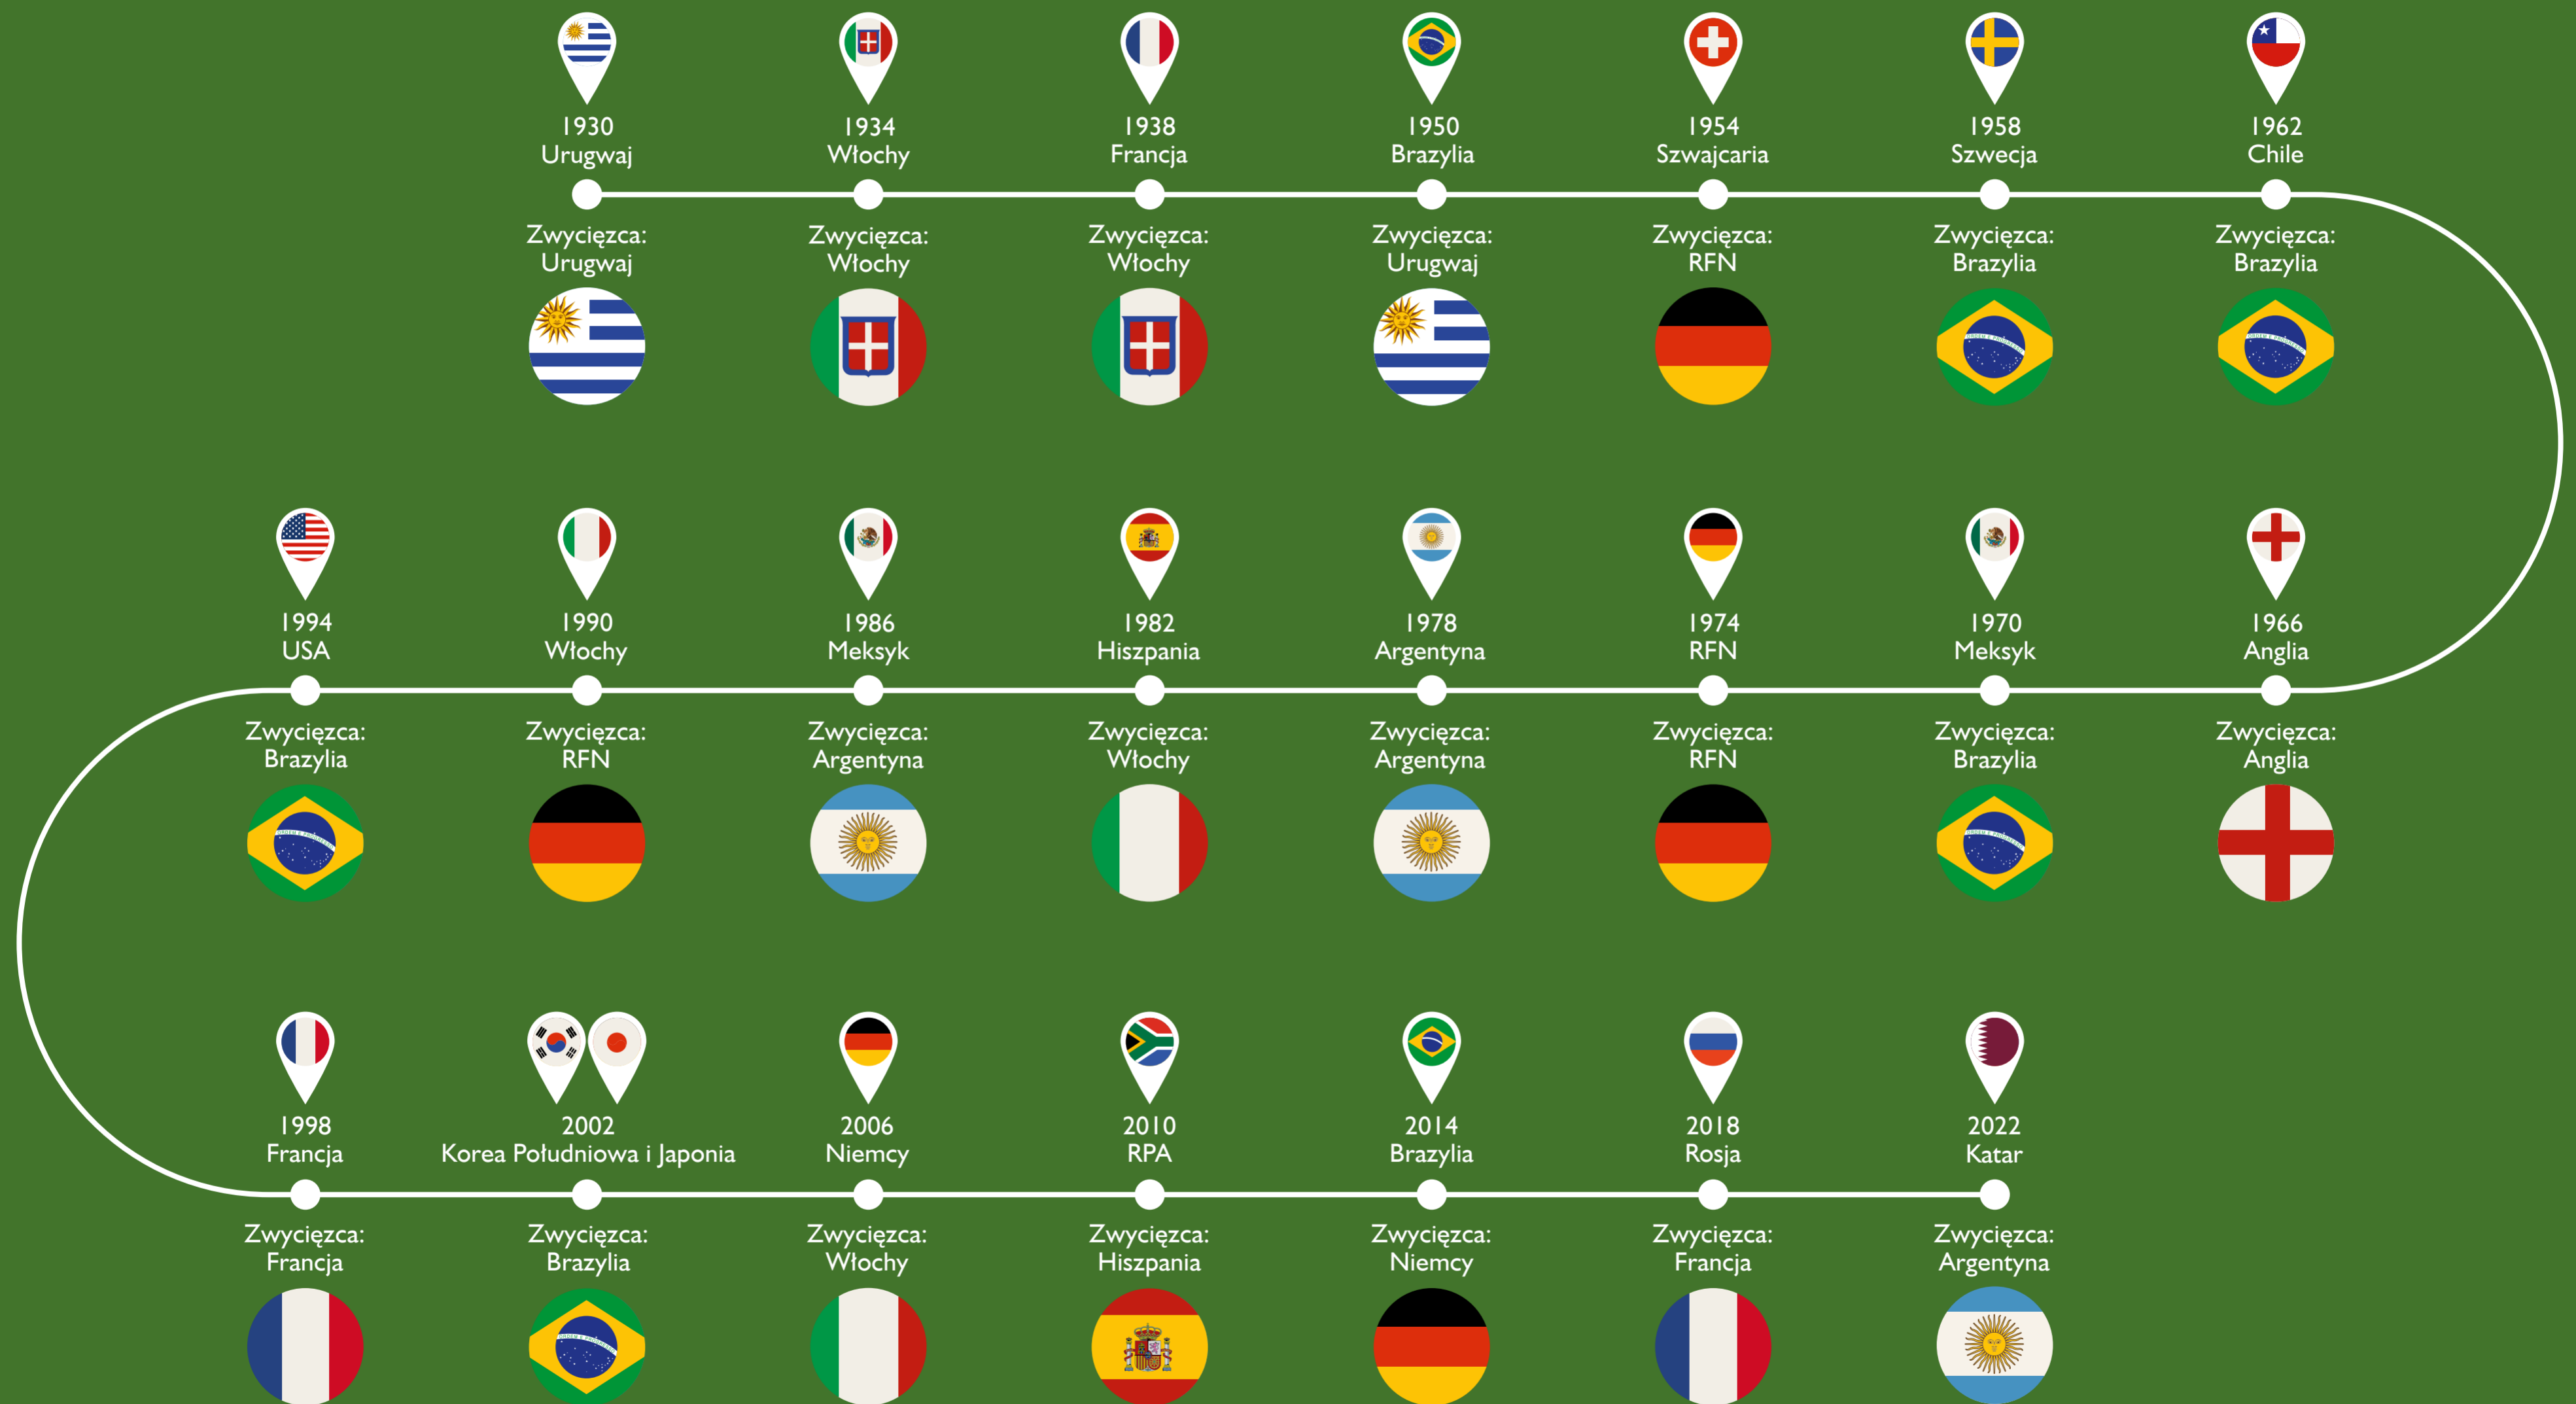 1930
Urugwaj
Zwycięzca:
Urugwaj
1934
Włochy
Zwycięzca:
Włochy
1938
Francja
Zwycięzca:
Włochy
1950
Brazylia
Zwycięzca:
Urugwaj
1954
Szwajcaria
Zwycięzca:
RFN
1958
Szwecja
Zwycięzca:
Brazylia
1962
Chile
Zwycięzca:
Brazylia
1966
Anglia
Zwycięzca:
Anglia
1970
Meksyk
Zwycięzca:
Brazylia
1974
RFN
Zwycięzca:
RFN
1978
Argentyna
Zwycięzca:
Argentyna
1982
Hiszpania
Zwycięzca:
Włochy
1986
Meksyk
Zwycięzca:
Argentyna
1990
Włochy
Zwycięzca:
RFN
1994
USA
Zwycięzca:
Brazylia
1998
Francja
Zwycięzca:
Francja
2002
Korea Południowa i Japonia
Zwycięzca:
Brazylia
2006
Niemcy
Zwycięzca:
Włochy
2010
RPA
Zwycięzca:
Hiszpania
2014
Brazylia
Zwycięzca:
Niemcy
2018
Rosja
Zwycięzca:
Francja
2022
Katar
Zwycięzca:
Argentyna